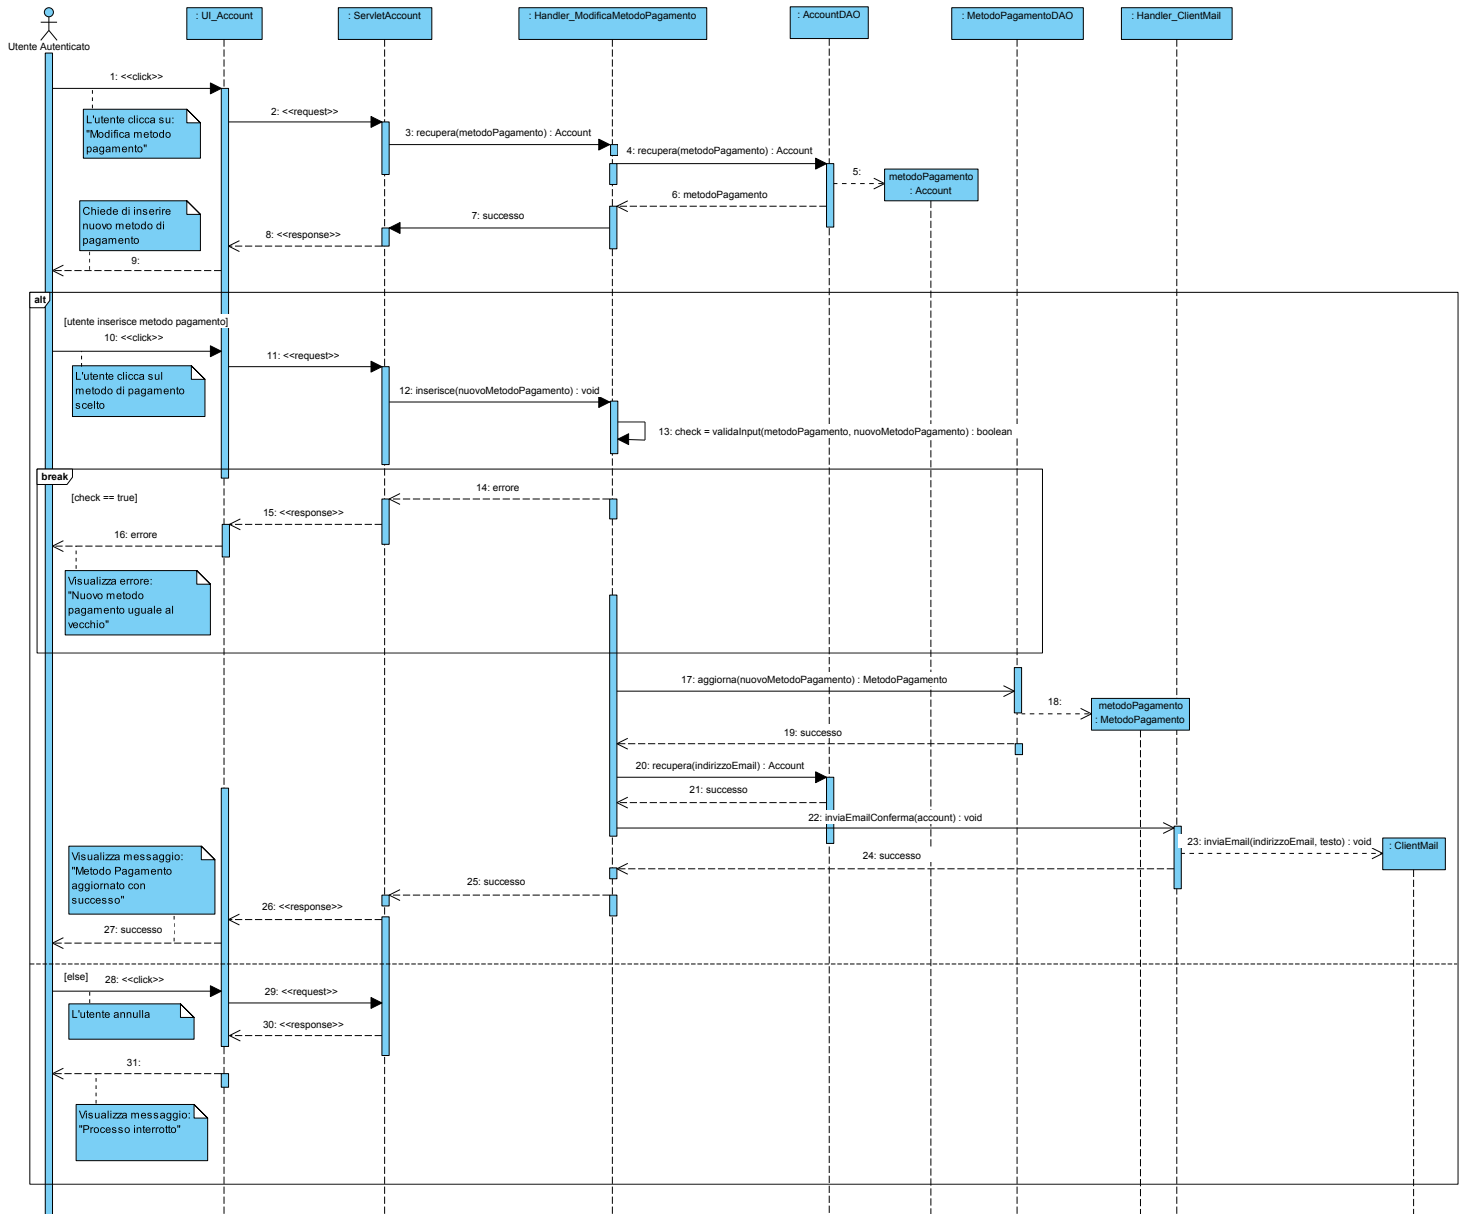 Utente Autenticato
: UI_Account
: ServletAccount
: Handler_ModificaMetodoPagamento
: AccountDAO
: MetodoPagamentoDAO
: Handler_ClientMail
1: <<click>>
L'utente clicca su:
"Modifica metodo
pagamento"
2: <<request>>
3: recupera(metodoPagamento) : Account
4: recupera(metodoPagamento) : Account
5:
metodoPagamento
: Account
6: metodoPagamento
7: successo
8: <<response>>
Chiede di inserire
nuovo metodo di
pagamento
9:
alt
[utente inserisce metodo pagamento]
10: <<click>>
L'utente clicca sul
metodo di pagamento
scelto
11: <<request>>
12: inserisce(nuovoMetodoPagamento) : void
13: check = validaInput(metodoPagamento, nuovoMetodoPagamento) : boolean
break
[check == true]
14: errore
15: <<response>>
16: errore
Visualizza errore:
"Nuovo metodo
pagamento uguale al
vecchio"
17: aggiorna(nuovoMetodoPagamento) : MetodoPagamento
18:
metodoPagamento
: MetodoPagamento
19: successo
20: recupera(indirizzoEmail) : Account
21: successo
22: inviaEmailConferma(account) : void
23: inviaEmail(indirizzoEmail, testo) : void
: ClientMail
24: successo
25: successo
26: <<response>>
Visualizza messaggio:
"Metodo Pagamento
aggiornato con
successo"
27: successo
[else]
28: <<click>>
L'utente annulla
29: <<request>>
30: <<response>>
31:
Visualizza messaggio:
"Processo interrotto"